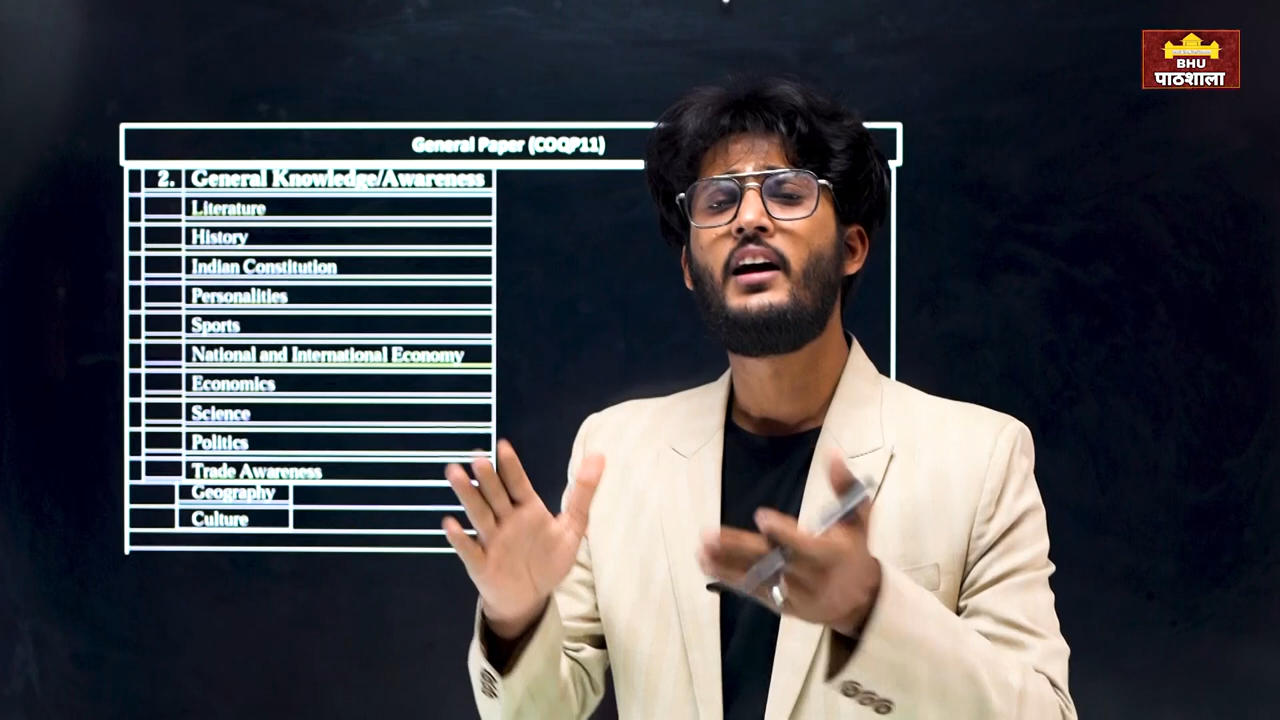 BHU
पाठशाला
General Paper (COQP11)
2. General Knowledge/Awareness
Literature
History
Indian Constitution
Personalities
Sports
National and International Economy
Economics
Science
Politics
Trade Awareness
Geography
Culture